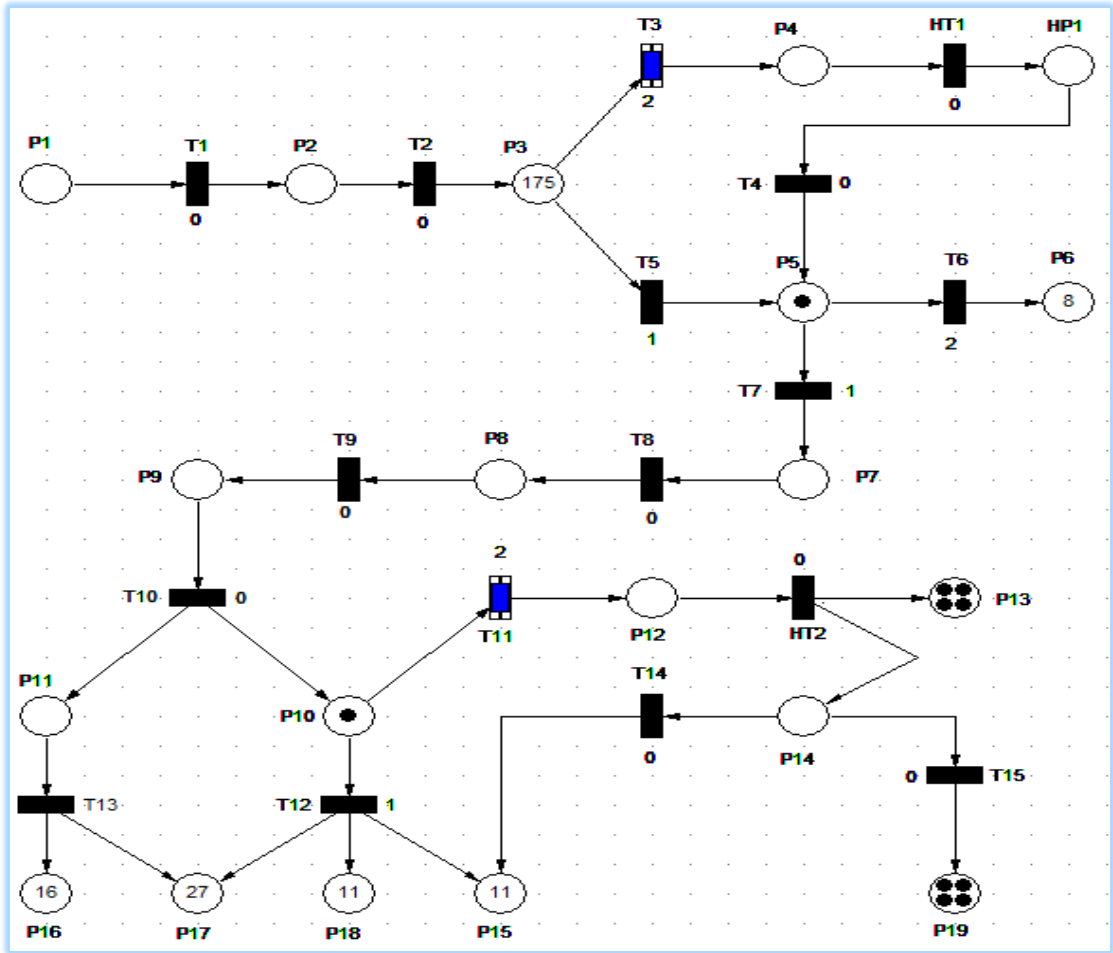 T3 P4 HT1 HP1
2 0
P1 T1 P2 T2 P3
175
T4 0
0 0
T5 P5 T6 P6
8
1 2
T7 1
T9 P8 T8
P9 P7
0 0
2 0
T10 0 P13
T11 P12 HT2
P11 T14
P10
0 P14
0 T15
T13 T12 1
16 27 11 11
P16 P17 P18 P15 P19